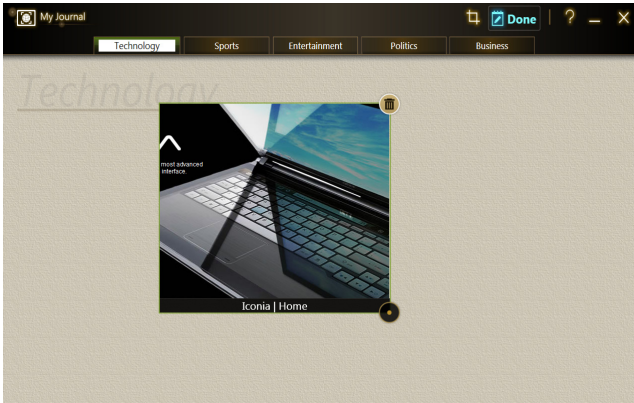 My Journal
Done
?
Technology
Sports
Entertainment
Politics
Business
Technology
most advanced
interface.
Iconia | Home